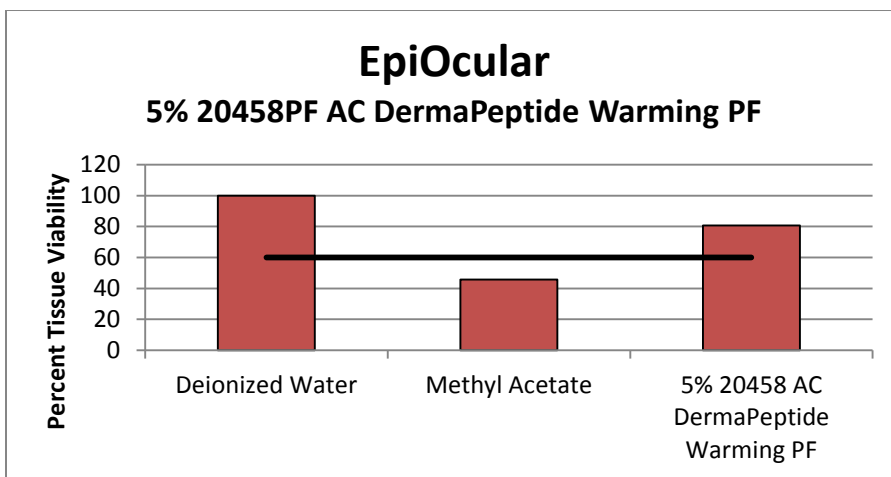 EpiOcular
5% 20458PF AC DermaPeptide Warming PF
Percent Tissue Viability
120
100
80
60
40
20
0
Deionized Water
Methyl Acetate
5% 20458 AC
DermaPeptide
Warming PF